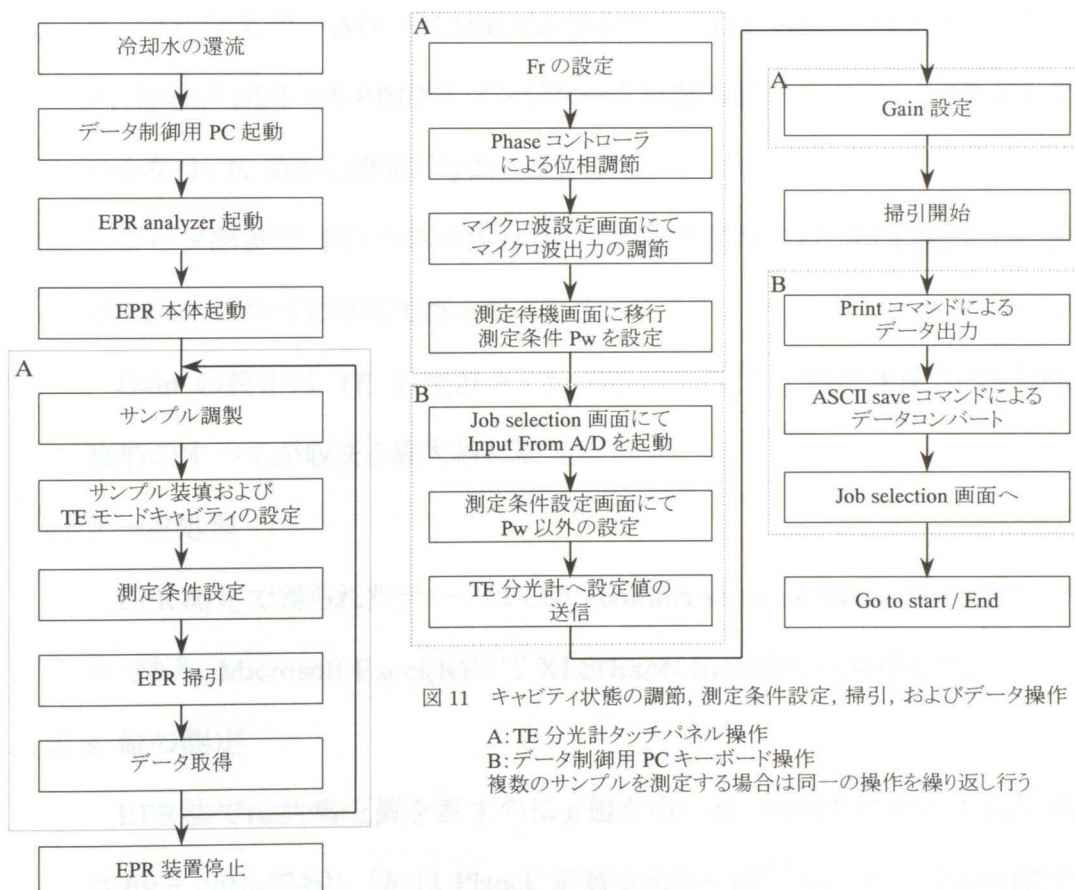 冷却水の還流
データ制御用 PC 起動
EPR analyzer 起動
EPR 本体起動
A
サンプル調製
サンプル装填および
TE モードキャビティの設定
測定条件設定
EPR 掃引
データ取得
EPR 装置停止
A
Fr の設定
Phase コントローラ
による位相調節
マイクロ波設定画面にて
マイクロ波出力の調節
測定待機画面に移行
測定条件 Pw を設定
B
Job selection 画面にて
Input From A/D を起動
測定条件設定画面にて
Pw 以外の設定
TE 分光計へ設定値の
送信
A
Gain 設定
掃引開始
B
Print コマンドによる
データ出力
ASCII save コマンドによる
データコンバート
Job selection 画面へ
Go to start / End
図 11 キャビティ状態の調節, 測定条件設定, 掃引, およびデータ操作
A:TE 分光計タッチパネル操作
B:データ制御用 PC キーボード操作
複数のサンプルを測定する場合は同一の操作を繰り返し行う